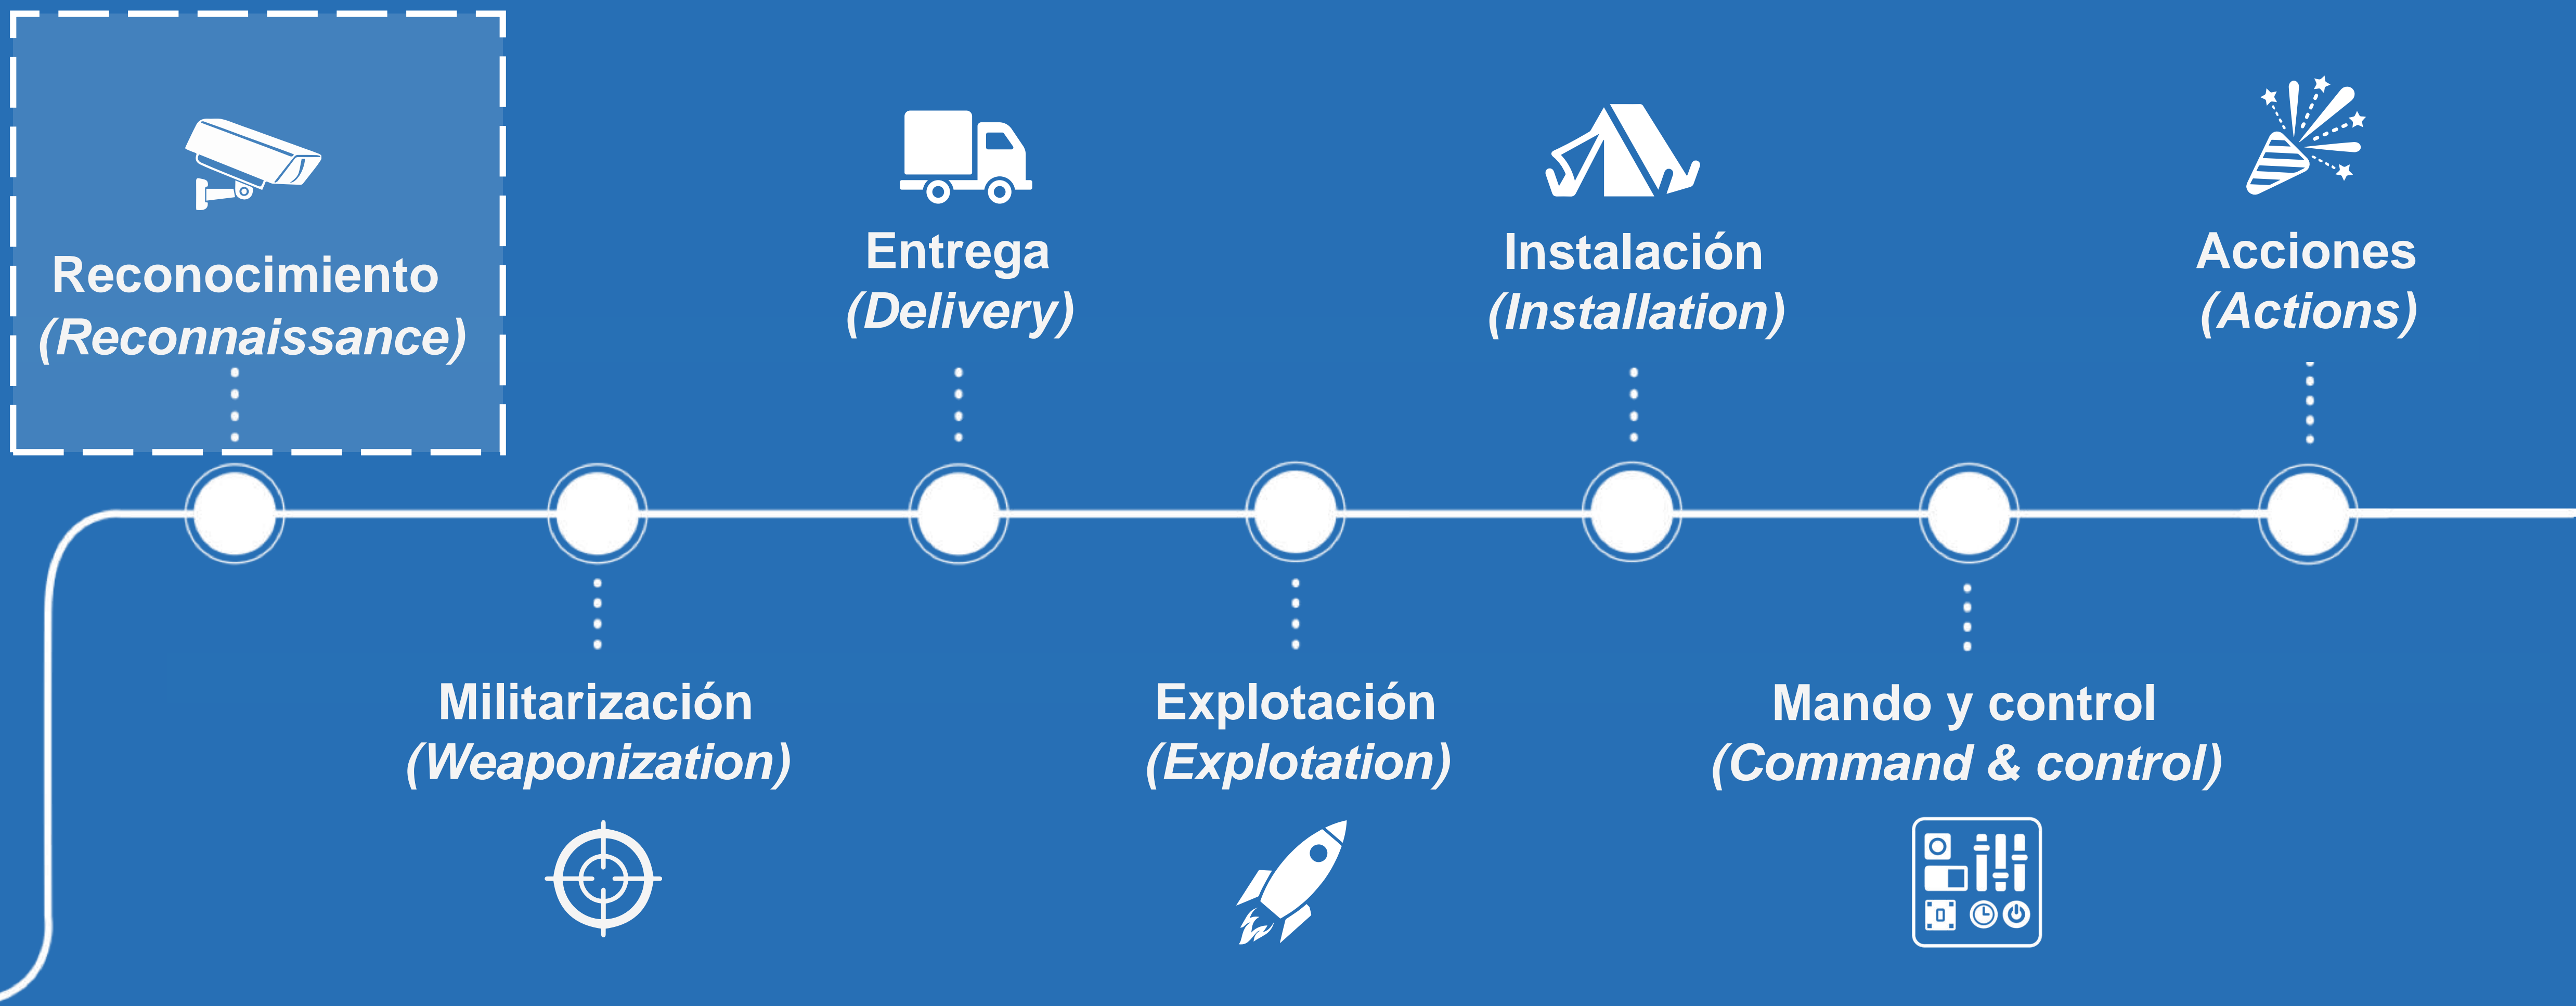 Reconocimiento
(Reconnaissance)
Militarización
(Weaponization)
Entrega
(Delivery)
Explotación
(Explotation)
Instalación
(Installation)
Mando y control
(Command & control)
Acciones
(Actions)